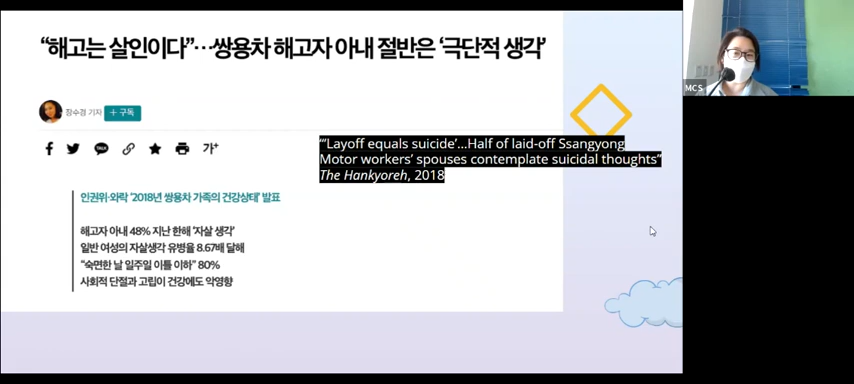 “해고는 살인이다”…쌍용차 해고자 아내 절반은 ‘극단적 생각’
장수경 기자 + 구독
TALK 가+
“‘Layoff equals suicide’…Half of laid-off Ssangyong
Motor workers’ spouses contemplate suicidal thoughts”
The Hankyoreh, 2018
인권위·와락 ‘2018년 쌍용차 가족의 건강상태’ 발표
해고자 아내 48% 지난 한해 ‘자살 생각’
일반 여성의 자살생각 유병율 8.67배 달해
“숙면한 날 일주일 이틀 이하” 80%
사회적 단절과 고립이 건강에도 악영향
MCS